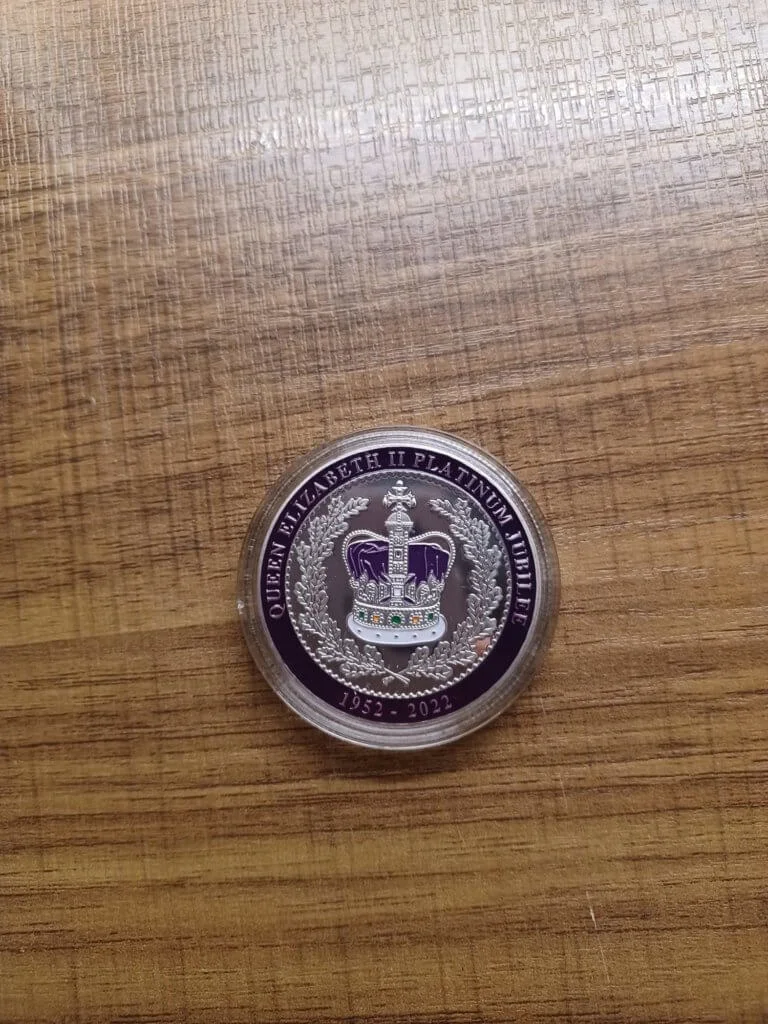 QUEEN ELIZABETH II PLATINUM JUBILEE
1952 - 2022